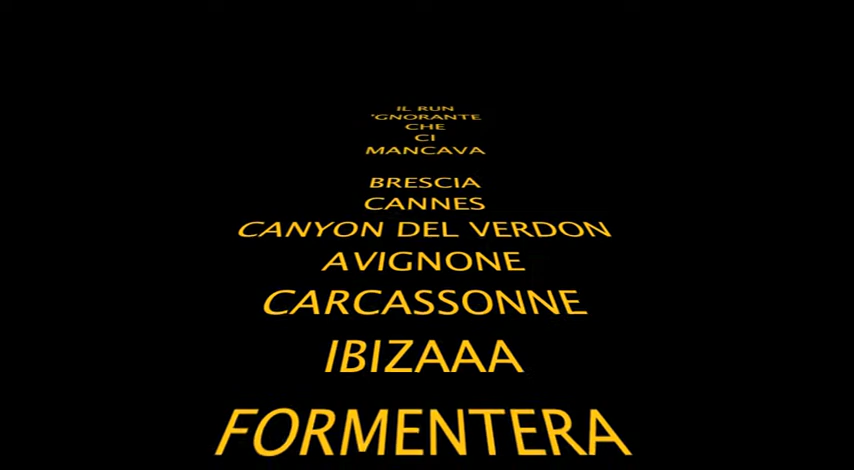 IL RUN
'GNORANTE
CHE
CI
MANCAVA
BRESCIA
CANNES
CANYON DEL VERDON
AVIGNONE
CARCASSONNE
IBIZAAA
FORMENTERA